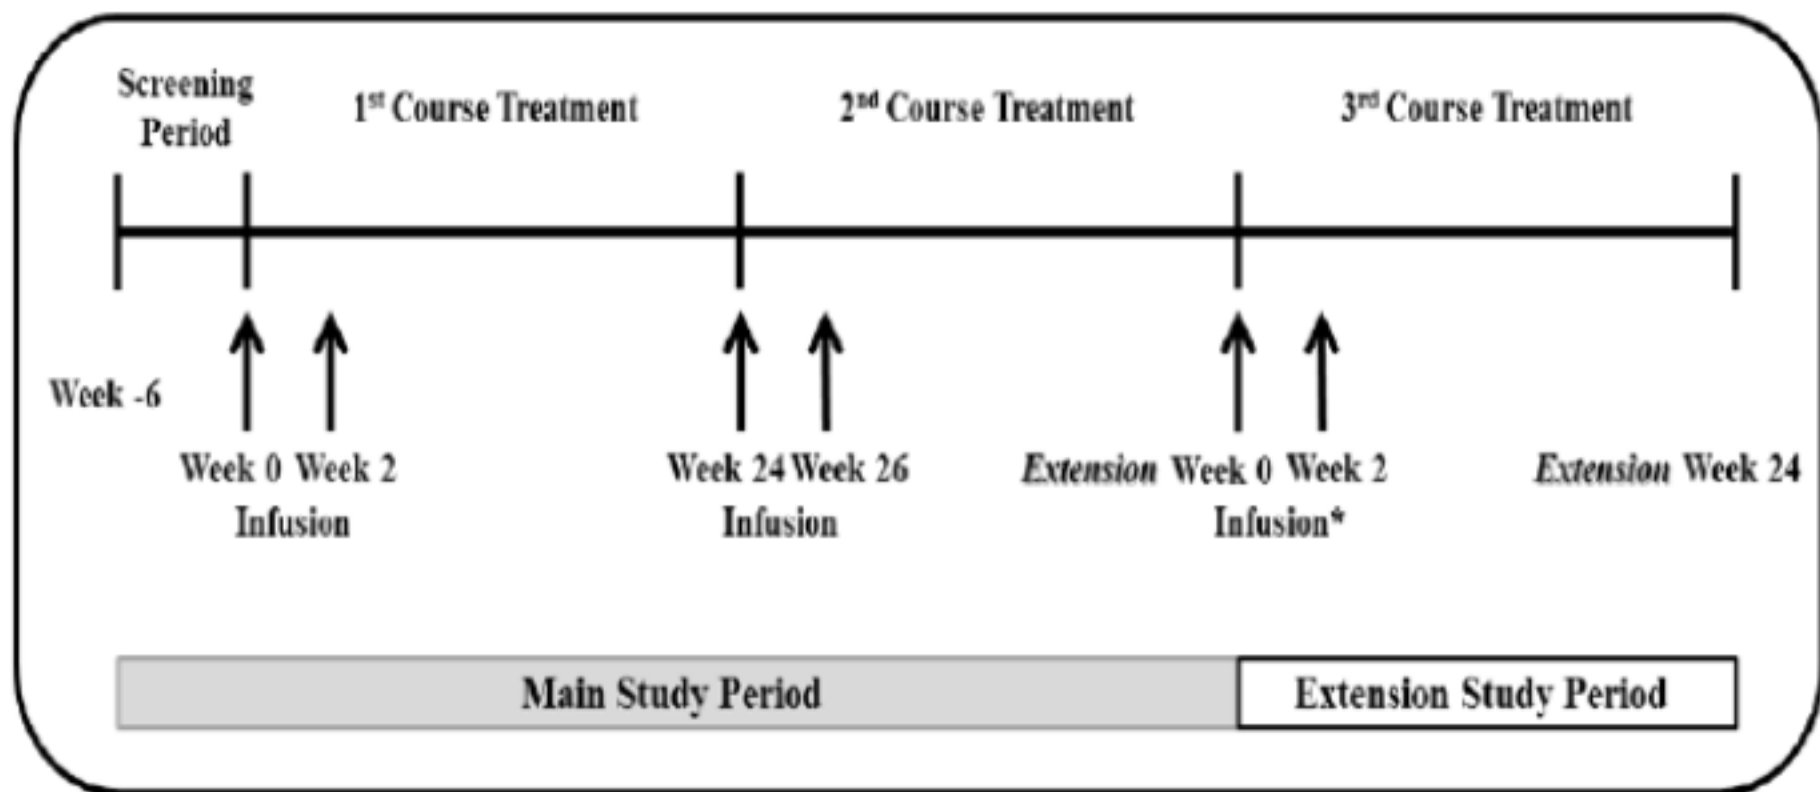 Screening
Period
1st Course Treatment
2nd Course Treatment
3rd Course Treatment
Week -6
Week 0 Week 2
Infusion
Week 24 Week 26
Infusion
Extension Week 0 Week 2
Infusion*
Extension Week 24
Main Study Period
Extension Study Period